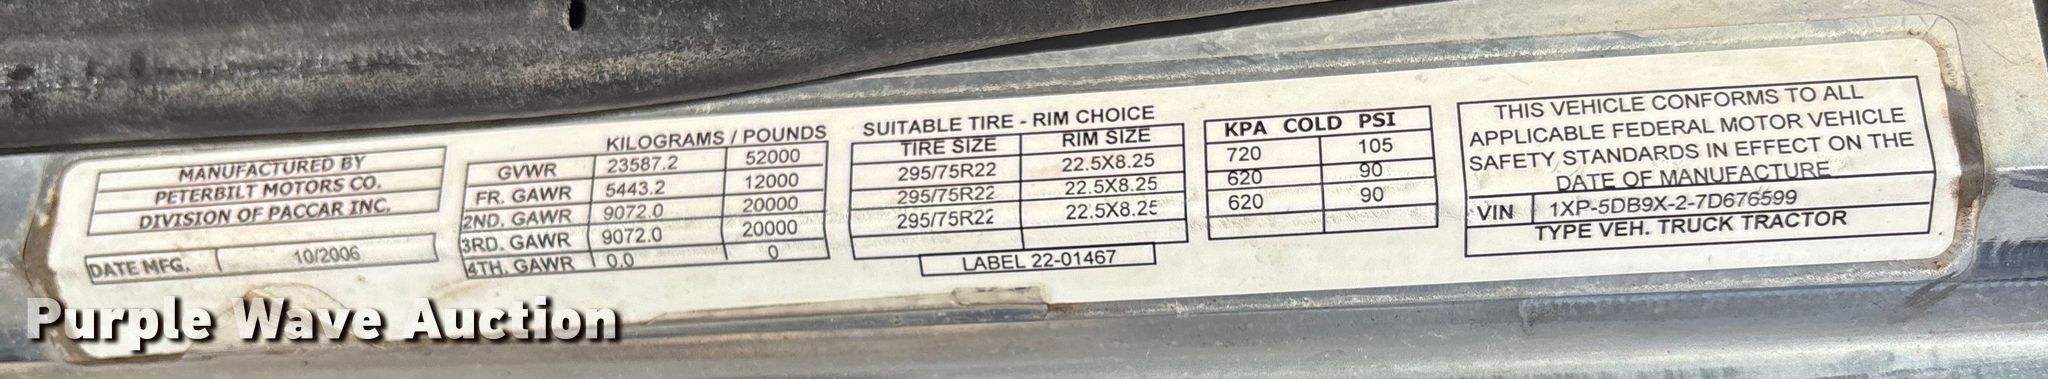 MANUFACTURED BY
PETERBILT MOTORS CO.
DIVISION OF PACCAR INC.
DATE MFG. 10/2006
KILOGRAMS / POUNDS
GVWR 23587.2 52000
FR. GAWR 5443.2 12000
2ND. GAWR 9072.0 20000
3RD. GAWR 9072.0 20000
4TH. GAWR 0.0 0
SUITABLE TIRE - RIM CHOICE
TIRE SIZE RIM SIZE
295/75R22 22.5X8.25
295/75R22 22.5X8.25
295/75R22 22.5X8.25
LABEL 22-01467
KPA COLD PSI
720 105
620 90
620 90
THIS VEHICLE CONFORMS TO ALL
APPLICABLE FEDERAL MOTOR VEHICLE
SAFETY STANDARDS IN EFFECT ON THE
DATE OF MANUFACTURE
VIN 1XP-5DB9X-2-7D676599
TYPE VEH. TRUCK TRACTOR
Purple Wave Auction